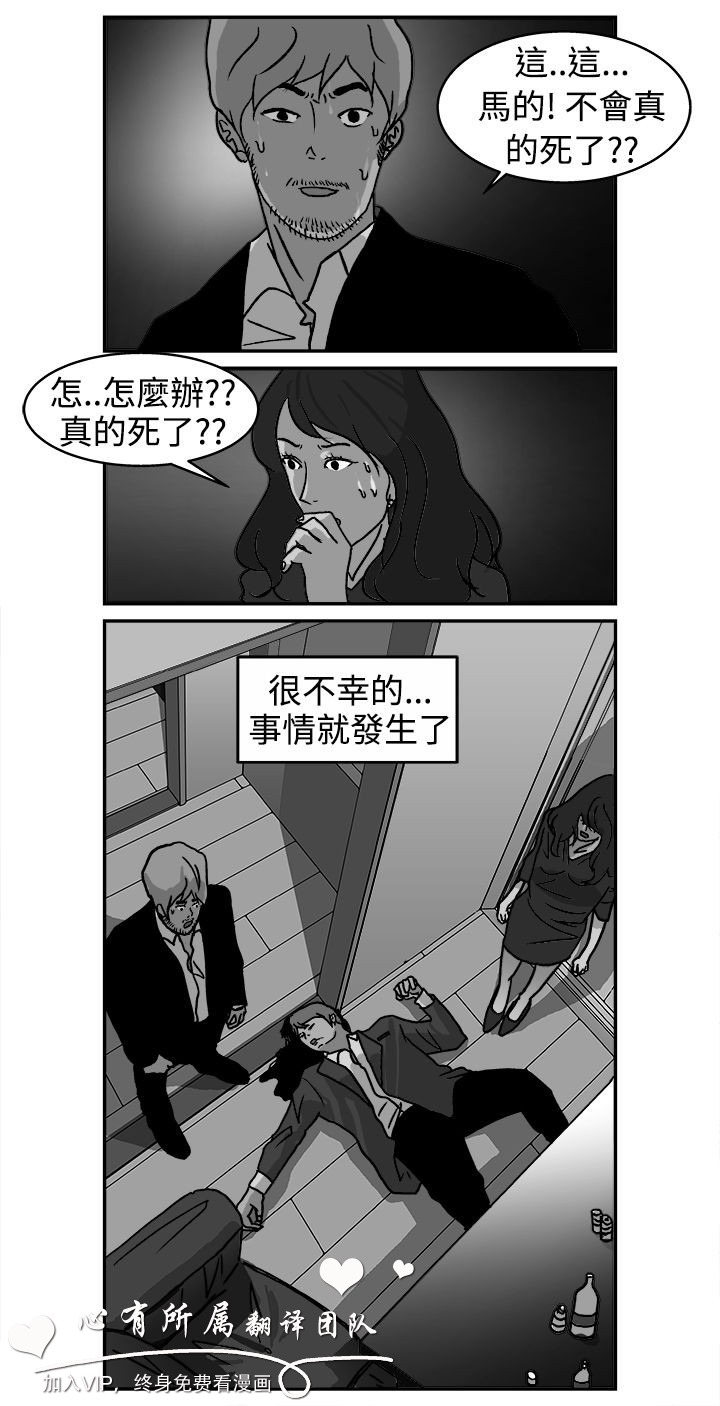 這..這...
馬的! 不會真
的死了??
怎..怎麼辦??
真的死了??
很不幸的...
事情就發生了
心有所属翻译团队
加入VIP，终身免费看漫画